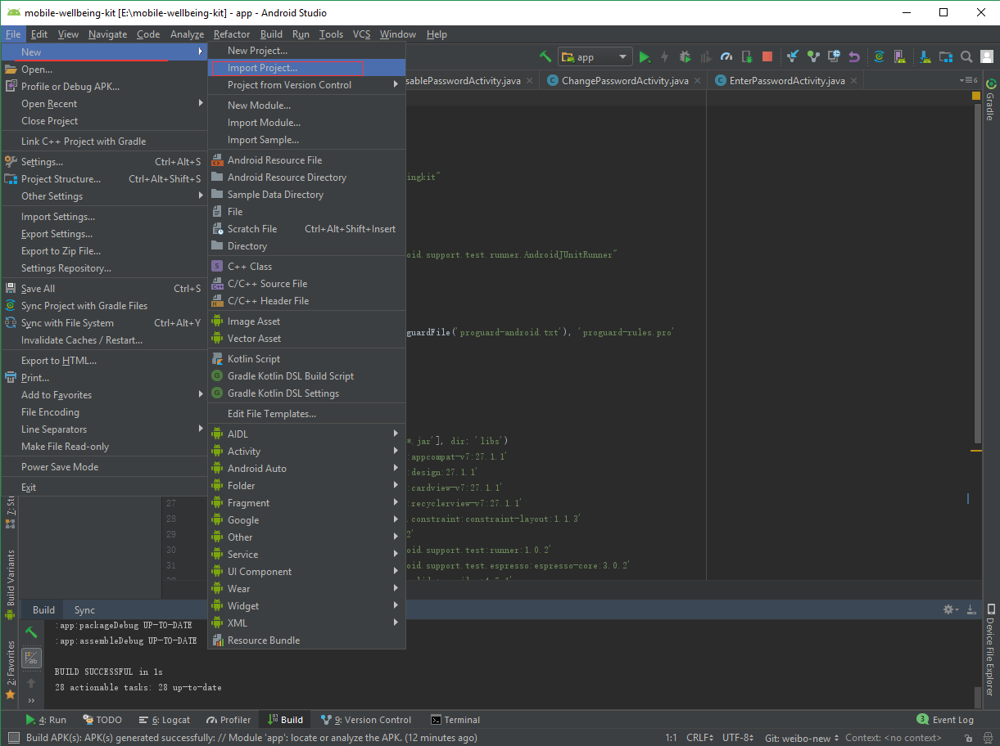 mobile-wellbeing-kit [E:\mobile-wellbeing-kit] - app - Android Studio
File Edit View Navigate Code Analyze Refactor Build Run Tools VCS Window Help
New
Open...
Profile or Debug APK...
Open Recent
Close Project
Link C++ Project with Gradle
Settings... Ctrl+Alt+S
Project Structure... Ctrl+Alt+Shift+S
Other Settings
Import Settings...
Export Settings...
Export to Zip File...
Settings Repository...
Save All Ctrl+S
Sync Project with Gradle Files
Sync with File System Ctrl+Alt+Y
Invalidate Caches / Restart...
Export to HTML...
Print...
Add to Favorites
File Encoding
Line Separators
Make File Read-only
Power Save Mode
Exit
New Project...
Import Project...
Project from Version Control
New Module...
Import Module...
Import Sample...
Android Resource File
Android Resource Directory
Sample Data Directory
File
Scratch File Ctrl+Alt+Shift+Insert
Directory
C++ Class
C/C++ Source File
C/C++ Header File
Image Asset
Vector Asset
Kotlin Script
Gradle Kotlin DSL Build Script
Gradle Kotlin DSL Settings
Edit File Templates...
AIDL
Activity
Android Auto
Folder
Fragment
Google
Other
Service
UI Component
Wear
Widget
XML
Resource Bundle
app
sablePasswordActivity.java ChangePasswordActivity.java EnterPasswordActivity.java 6
Gradle
ingkit"
oid.support.test.runner.AndroidJUnitRunner"
guardFile('proguard-android.txt'), 'proguard-rules.pro'
*.jar'], dir: 'libs')
:appcompat-v7:27.1.1'
:design:27.1.1'
:cardview-v7:27.1.1'
27 :recyclerview-v7:27.1.1'
28 .constraint:constraint-layout:1.1.3'
29 2'
30 oid.support.test:runner:1.0.2'
31 oid.support.test.espresso:espresso-core:3.0.2'
Build Variants
2: Favorites
Device File Explorer
Build Sync
:app:packageDebug UP-TO-DATE
:app:assembleDebug UP-TO-DATE
BUILD SUCCESSFUL in 1s
28 actionable tasks: 28 up-to-date
4: Run TODO 6: Logcat Profiler Build 9: Version Control Terminal 3 Event Log
Build APK(s): APK(s) generated successfully: // Module 'app': locate or analyze the APK. (12 minutes ago) 1:1 CRLF UTF-8 Git: weibo-new Context: <no context>